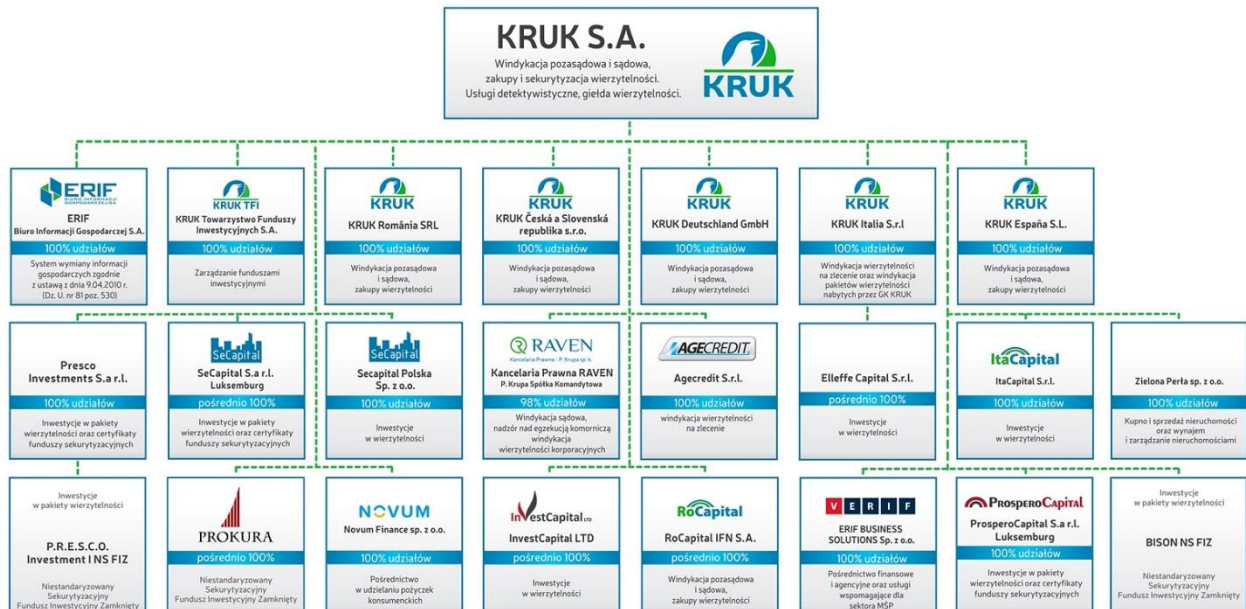 KRUK S.A.
Windykacja pozasądowa i sądowa,
zakupy i sekurytyzacja wierzytelności.
Usługi detektywistyczne, giełda wierzytelności.
KRUK
ERIF
BIURO INFORMACJI
GOSPODARCZEJ SA
ERIF
Biuro Informacji Gospodarczej S.A.
100% udziałów
System wymiany informacji
gospodarczych zgodnie
z ustawą z dnia 9.04.2010 r.
(Dz. U. nr 81 poz. 530)
KRUK TFI
KRUK Towarzystwo Funduszy
Inwestycyjnych S.A.
100% udziałów
Zarządzanie funduszami
inwestycyjnymi
KRUK
KRUK România SRL
100% udziałów
Windykacja pozasądowa
i sądowa,
zakupy wierzytelności
KRUK
KRUK Česká a Slovenská
republika s.r.o.
100% udziałów
Windykacja pozasądowa
i sądowa,
zakupy wierzytelności
KRUK
KRUK Deutschland GmbH
100% udziałów
Windykacja pozasądowa
i sądowa,
zakupy wierzytelności
KRUK
KRUK Italia S.r.l
100% udziałów
Windykacja wierzytelności
na zlecenie oraz windykacja
pakietów wierzytelności
nabytych przez GK KRUK
KRUK
KRUK España S.L.
100% udziałów
Windykacja pozasądowa
i sądowa,
zakupy wierzytelności
Presco
Investments S.a r.l.
100% udziałów
Inwestycje w pakiety
wierzytelności oraz certyfikaty
funduszy sekurytyzacyjnych
SeCapital
SeCapital S.a r.l.
Luksemburg
pośrednio 100%
Inwestycje w pakiety
wierzytelności oraz certyfikaty
funduszy sekurytyzacyjnych
SeCapital
Secapital Polska
Sp. z o.o.
100% udziałów
Inwestycje
w wierzytelności
RAVEN
Kancelaria Prawna | P. Krupa sp. k.
Kancelaria Prawna RAVEN
P. Krupa Spółka Komandytowa
98% udziałów
Windykacja sądowa,
nadzór nad egzekucją komorniczą
windykacja
wierzytelności korporacyjnych
AGECREDIT
Agecredit S.r.l.
100% udziałów
windykacja wierzytelności
na zlecenie
Elleffe Capital S.r.l.
pośrednio 100%
Inwestycje
w wierzytelności
ItaCapital
ItaCapital S.r.l.
100% udziałów
Inwestycje
w wierzytelności
Zielona Perła sp. z o.o.
100% udziałów
Kupno i sprzedaż nieruchomości
oraz wynajem
i zarządzanie nieruchomościami
Inwestycje
w pakiety wierzytelności
P.R.E.S.C.O.
Investment I NS FIZ
Niestandaryzowany
Sekurytyzacyjny
Fundusz Inwestycyjny Zamknięty
PROKURA
pośrednio 100%
Niestandaryzowany
Sekurytyzacyjny
Fundusz Inwestycyjny Zamknięty
NOVUM
Novum Finance sp. z o.o.
100% udziałów
Pośrednictwo
w udzielaniu pożyczek
konsumenckich
InvestCapital LTD
InvestCapital LTD
pośrednio 100%
Inwestycje
w wierzytelności
RoCapital
RoCapital IFN S.A.
pośrednio 100%
Windykacja pozasądowa
i sądowa,
zakupy wierzytelności
VERIF
ERIF BUSINESS
SOLUTIONS Sp. z o.o.
100% udziałów
Pośrednictwo finansowe
i agencyjne oraz usługi
wspomagające dla
sektora MŚP
PROSPEROCAPITAL
ProsperoCapital S.a r.l.
Luksemburg
100% udziałów
Inwestycje w pakiety
wierzytelności oraz certyfikaty
funduszy sekurytyzacyjnych
Inwestycje
w pakiety wierzytelności
BISON NS FIZ
Niestandaryzowany
Sekurytyzacyjny
Fundusz Inwestycyjny Zamknięty